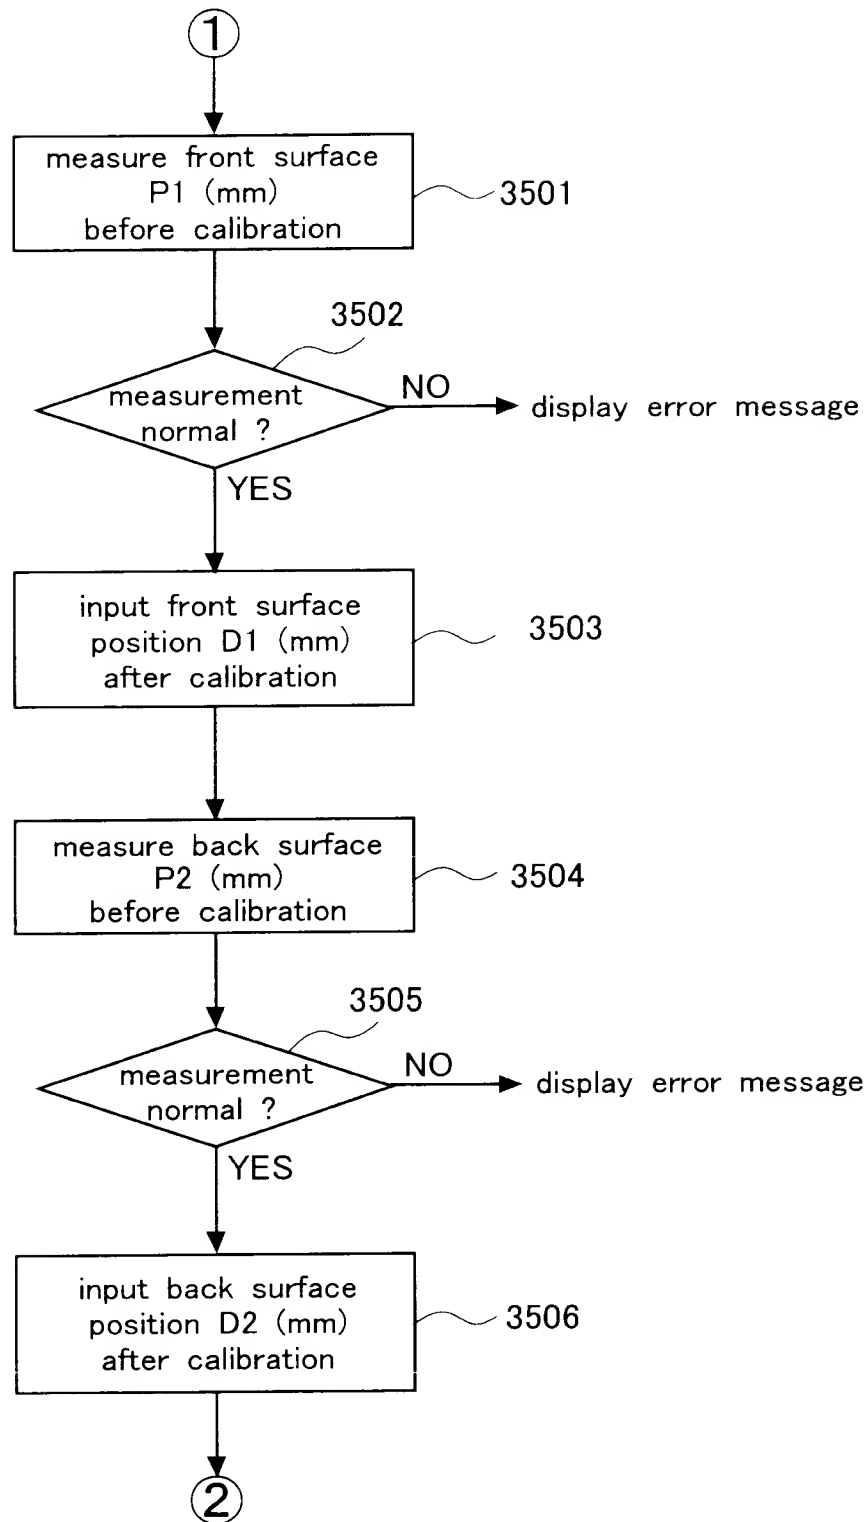 1
measure front surface
P1 (mm)
before calibration
3501
3502
measurement
normal ?
NO
display error message
YES
input front surface
position D1 (mm)
after calibration
3503
measure back surface
P2 (mm)
before calibration
3504
3505
measurement
normal ?
NO
display error message
YES
input back surface
position D2 (mm)
after calibration
3506
2